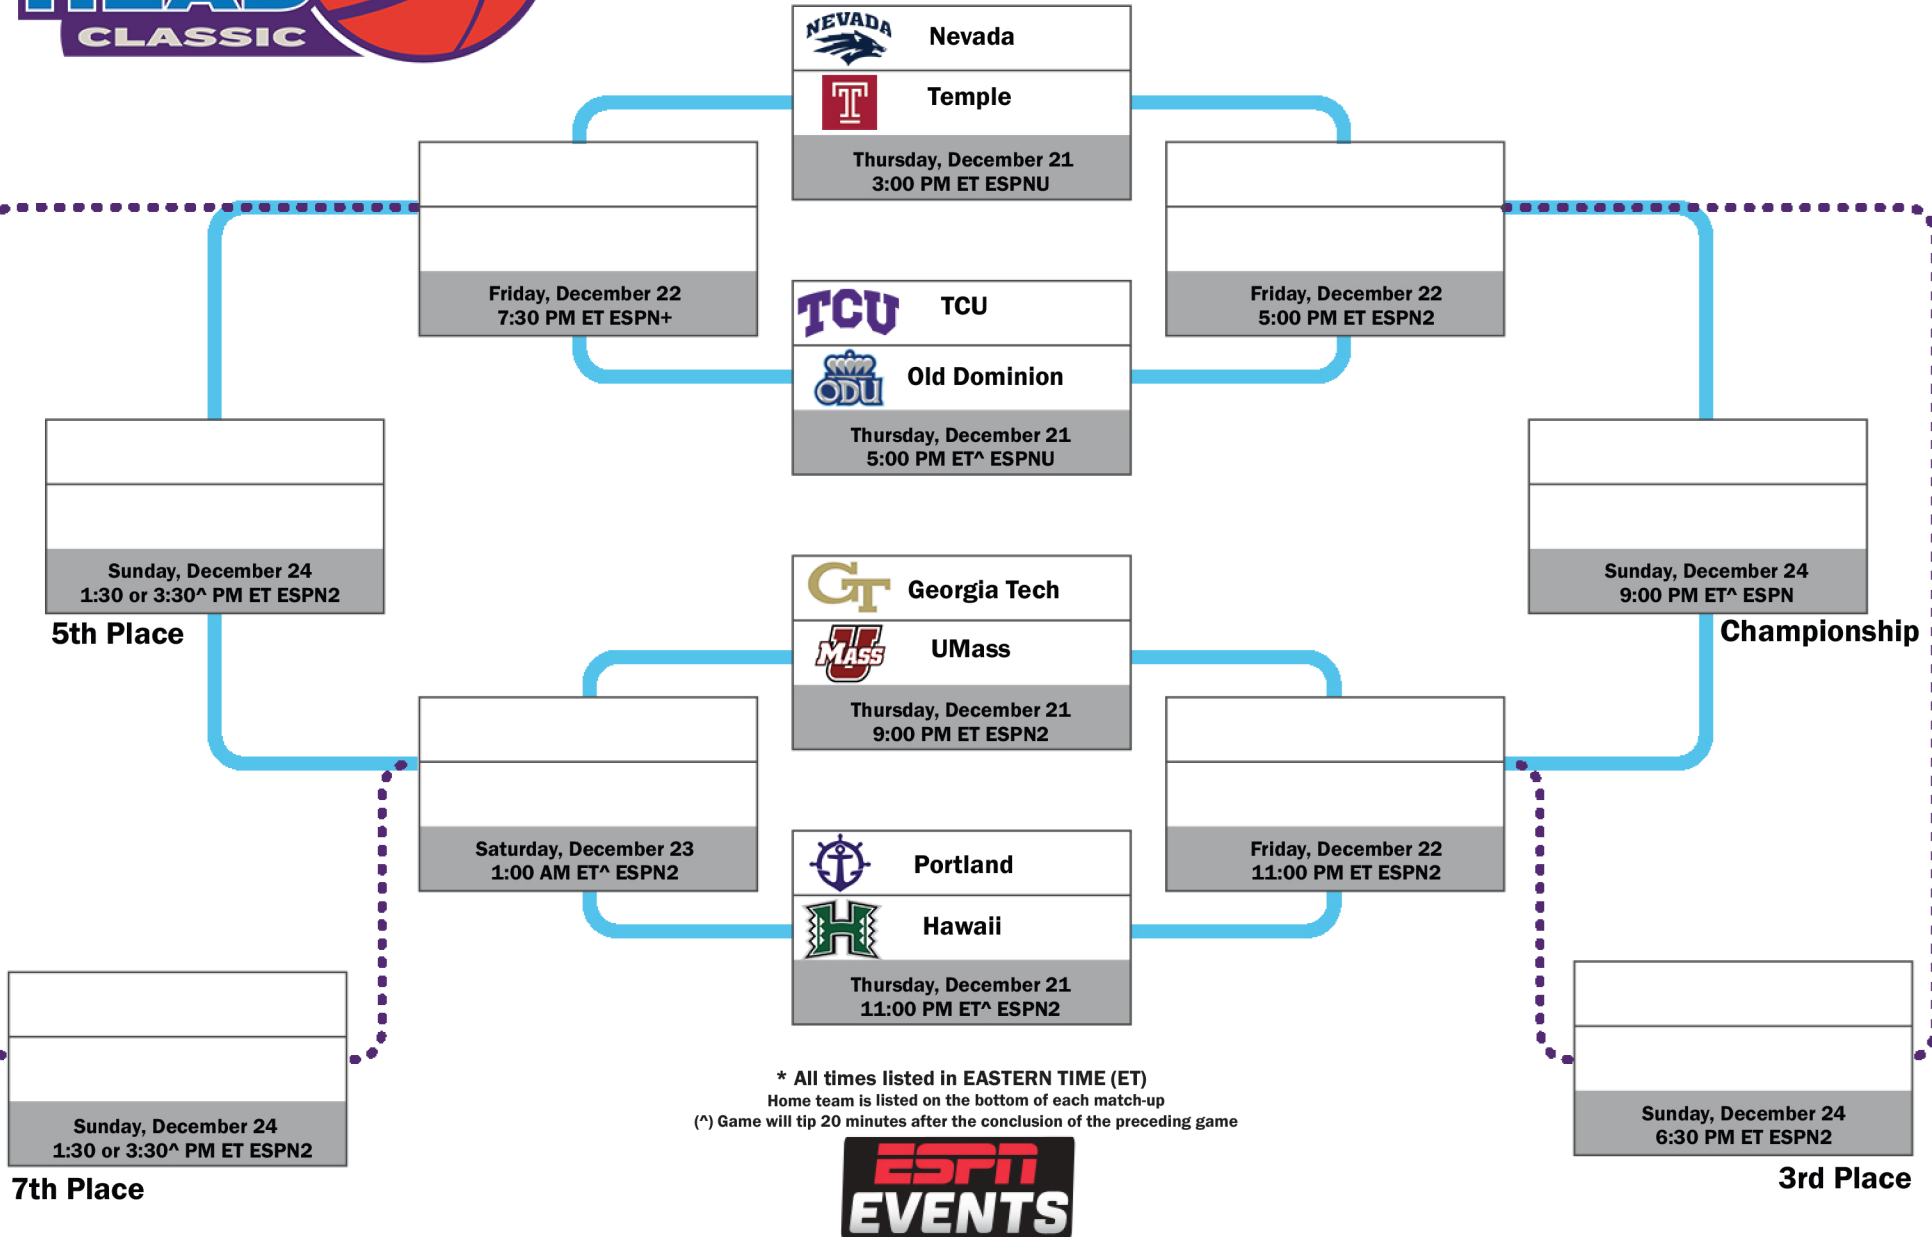 CLASSIC
NEVADA
Nevada
T
Temple
Thursday, December 21
3:00 PM ET ESPNU
Friday, December 22
7:30 PM ET ESPN+
Friday, December 22
5:00 PM ET ESPN2
TCU
TCU
ODU
Old Dominion
Thursday, December 21
5:00 PM ET^ ESPNU
Sunday, December 24
1:30 or 3:30^ PM ET ESPN2
5th Place
Sunday, December 24
9:00 PM ET^ ESPN
Championship
GT
Georgia Tech
U
MASS
UMass
Thursday, December 21
9:00 PM ET ESPN2
Saturday, December 23
1:00 AM ET^ ESPN2
Friday, December 22
11:00 PM ET ESPN2
Portland
H
Hawaii
Thursday, December 21
11:00 PM ET^ ESPN2
Sunday, December 24
1:30 or 3:30^ PM ET ESPN2
7th Place
Sunday, December 24
6:30 PM ET ESPN2
3rd Place
* All times listed in EASTERN TIME (ET)
Home team is listed on the bottom of each match-up
(^) Game will tip 20 minutes after the conclusion of the preceding game
ESPN
EVENTS